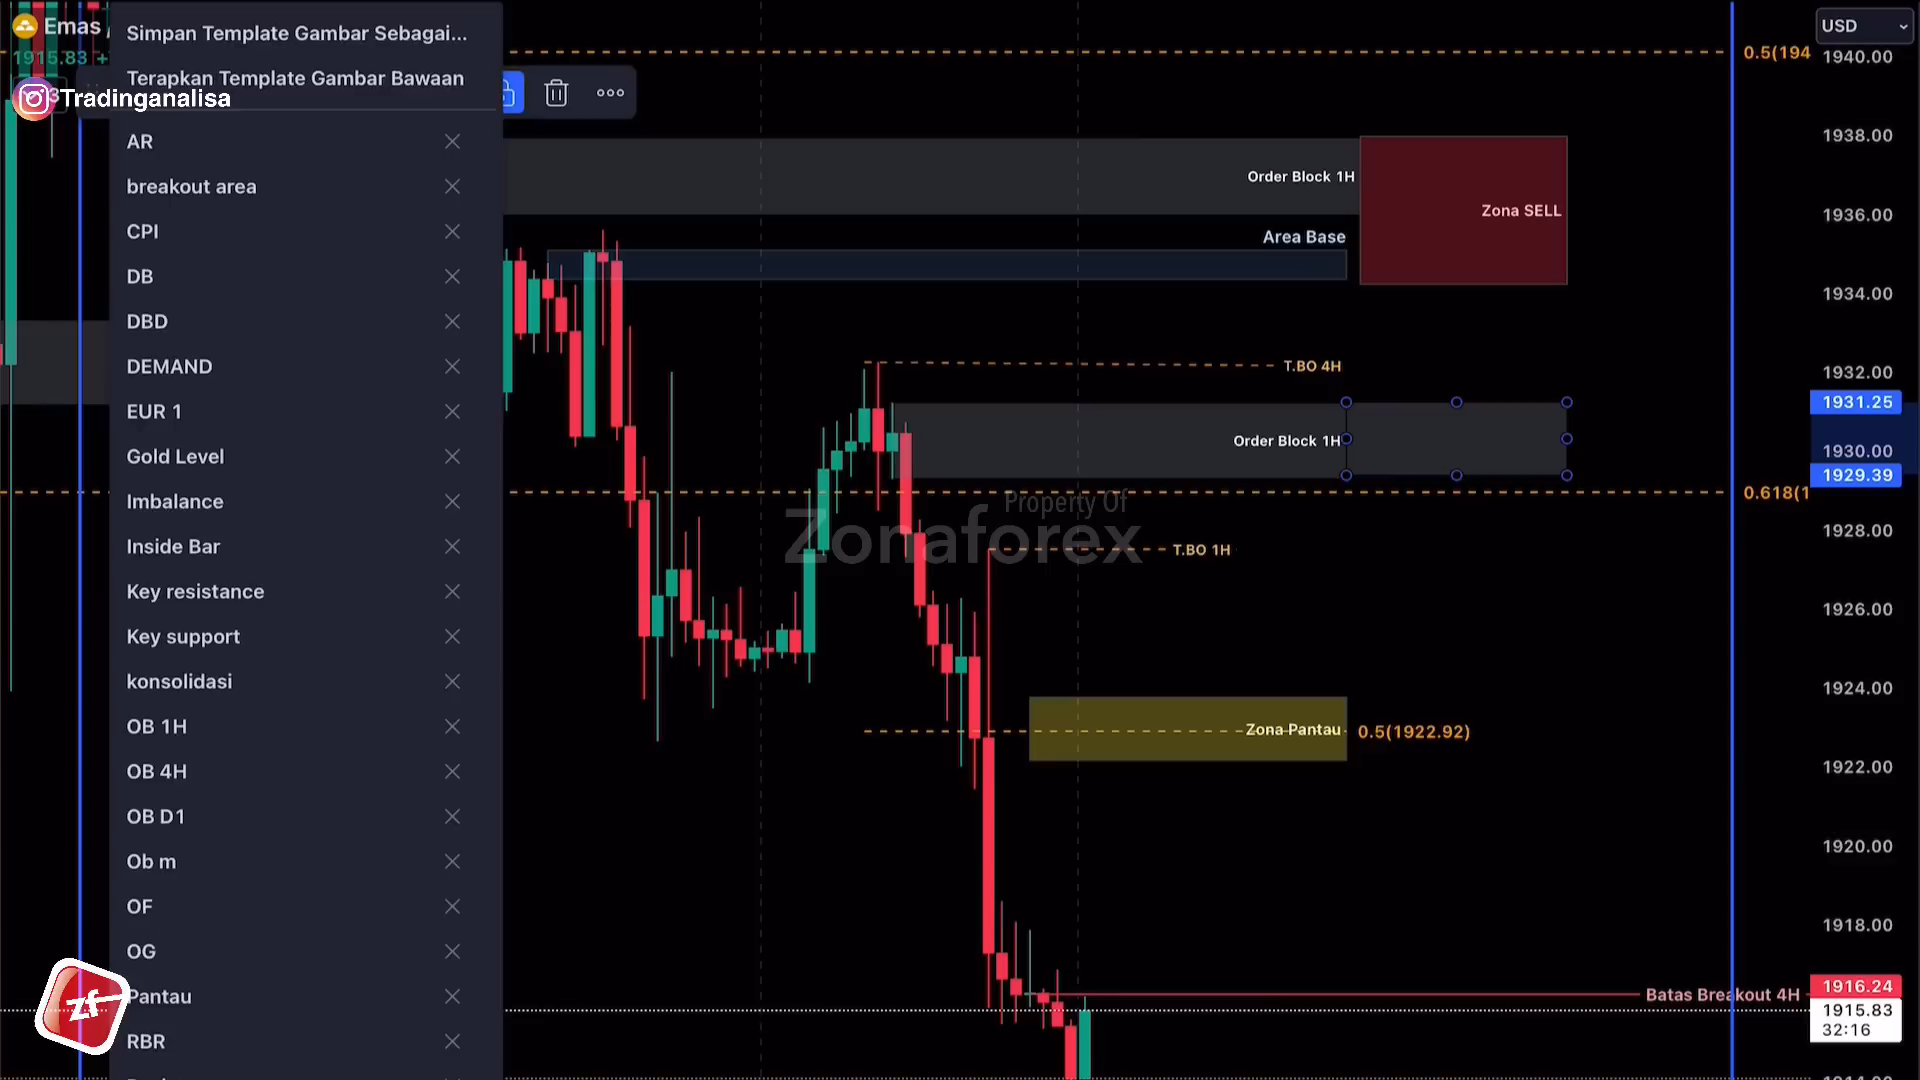 Emas
1915.83 +
Tradinganalisa
Simpan Template Gambar Sebagai...
Terapkan Template Gambar Bawaan
AR
breakout area
CPI
DB
DBD
DEMAND
EUR 1
Gold Level
Imbalance
Inside Bar
Key resistance
Key support
konsolidasi
OB 1H
OB 4H
OB D1
Ob m
OF
OG
Pantau
RBR
zf
Order Block 1H
Zona SELL
Area Base
T.BO 4H
Order Block 1H
Property Of
Zonaforex
T.BO 1H
Zona Pantau
0.5(1922.92)
Batas Breakout 4H
0.5(194
0.618(1
USD
1940.00
1938.00
1936.00
1934.00
1932.00
1931.25
1930.00
1929.39
1928.00
1926.00
1924.00
1922.00
1920.00
1918.00
1916.24
1915.83
32:16